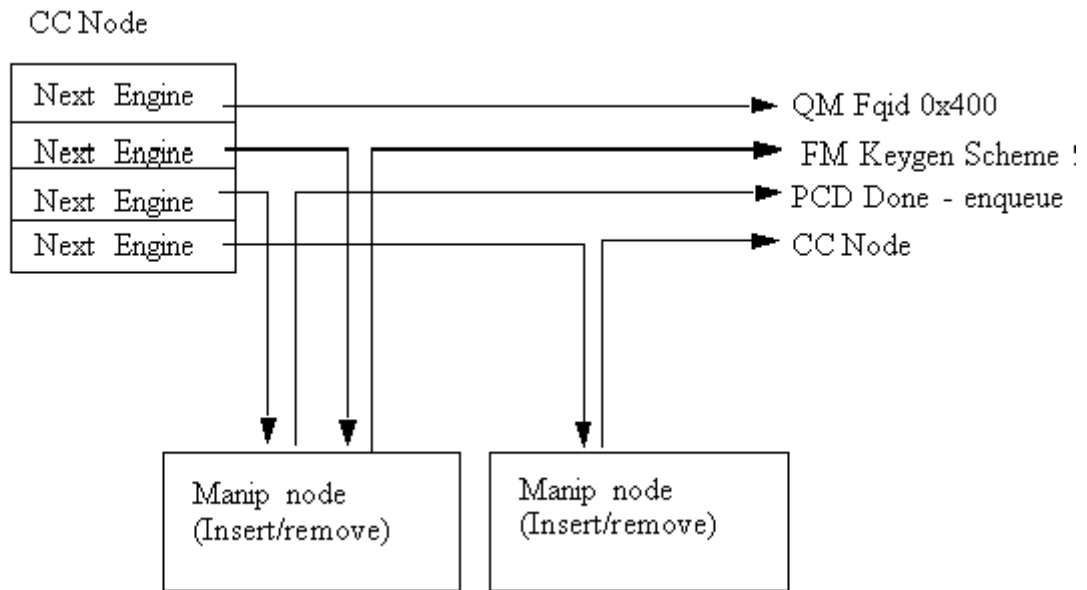 CC Node
Next Engine
QM Fqid 0x400
Next Engine
FM Keygen Scheme
Next Engine
PCD Done - enqueue
Next Engine
CC Node
Manip node
(Insert/remove)
Manip node
(Insert/remove)